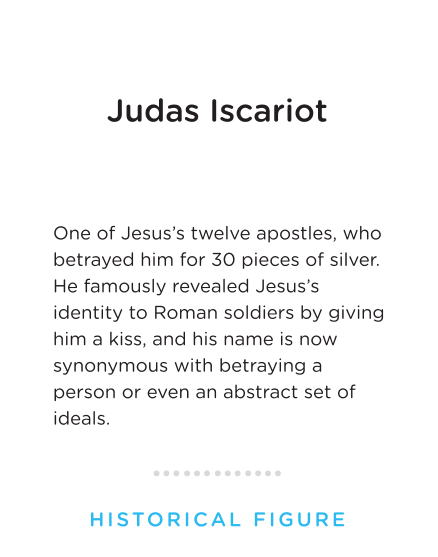 Judas Iscariot
One of Jesus’s twelve apostles, who
betrayed him for 30 pieces of silver.
He famously revealed Jesus’s
identity to Roman soldiers by giving
him a kiss, and his name is now
synonymous with betraying a
person or even an abstract set of
ideals.
HISTORICAL FIGURE